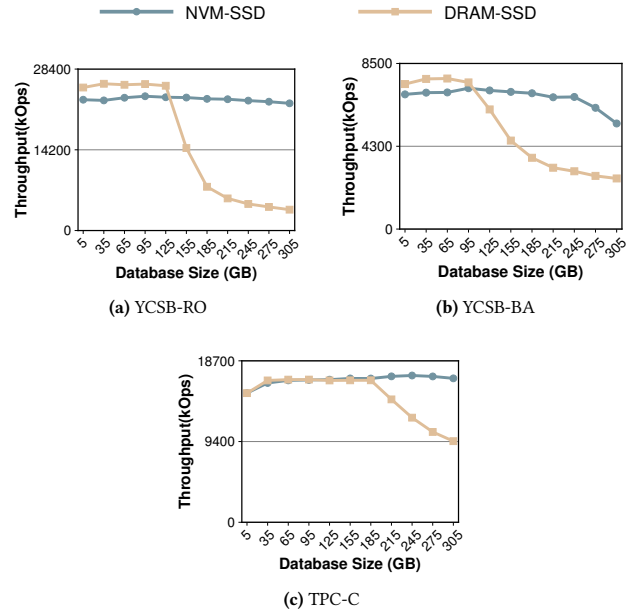 NVM-SSD DRAM-SSD
28400
14200
0
Throughput(kOps)
5 35 65 95 125 155 185 215 245 275 305
Database Size (GB)
(a) YCSB-RO
8500
4300
0
Throughput(kOps)
5 35 65 95 125 155 185 215 245 275 305
Database Size (GB)
(b) YCSB-BA
18700
9400
0
Throughput(kOps)
5 35 65 95 125 155 185 215 245 275 305
Database Size (GB)
(c) TPC-C